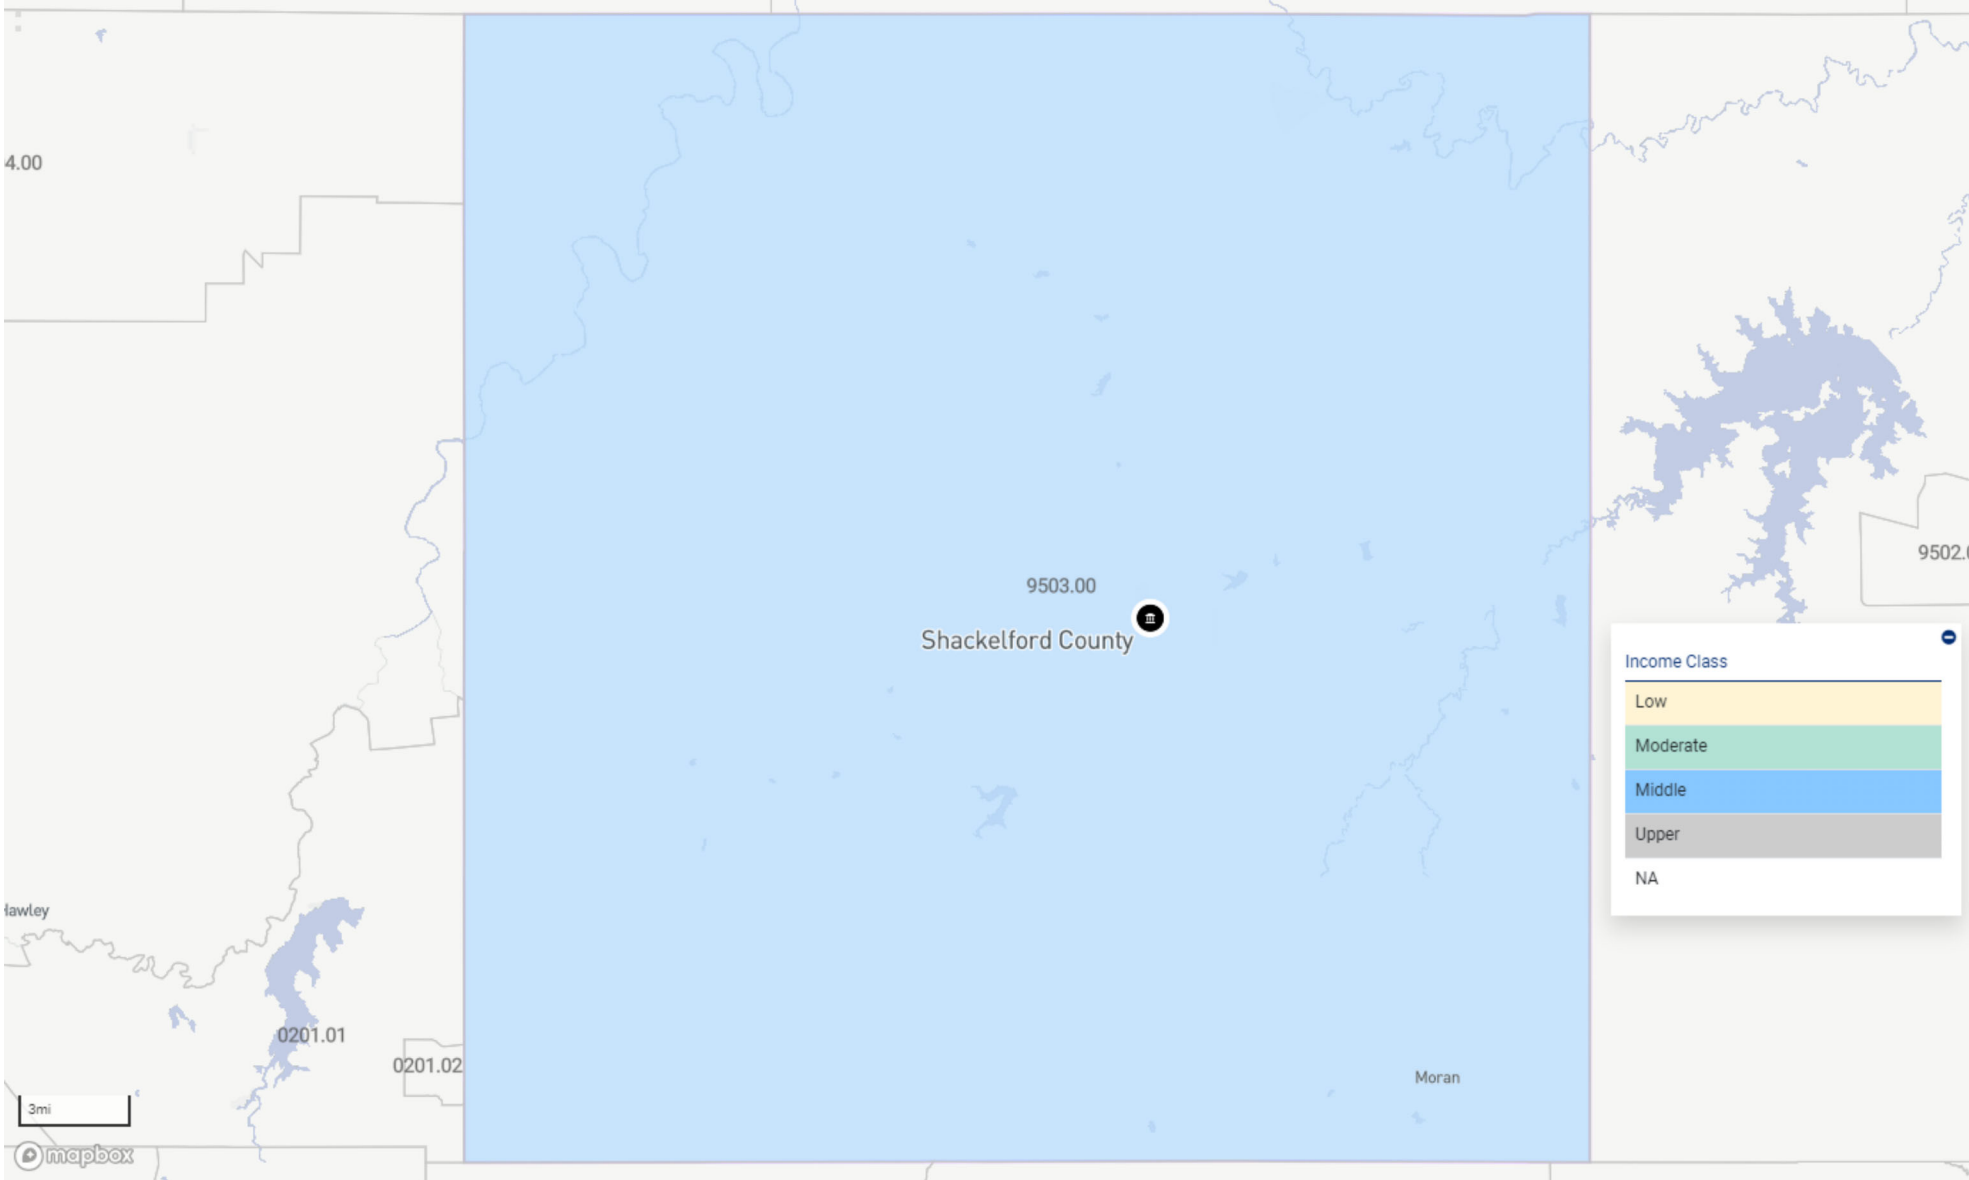 4.00
9503.00
Shackelford County
9502.0
Income Class
Low
Moderate
Middle
Upper
NA
Hawley
0201.01
0201.02
Moran
3mi
mapbox